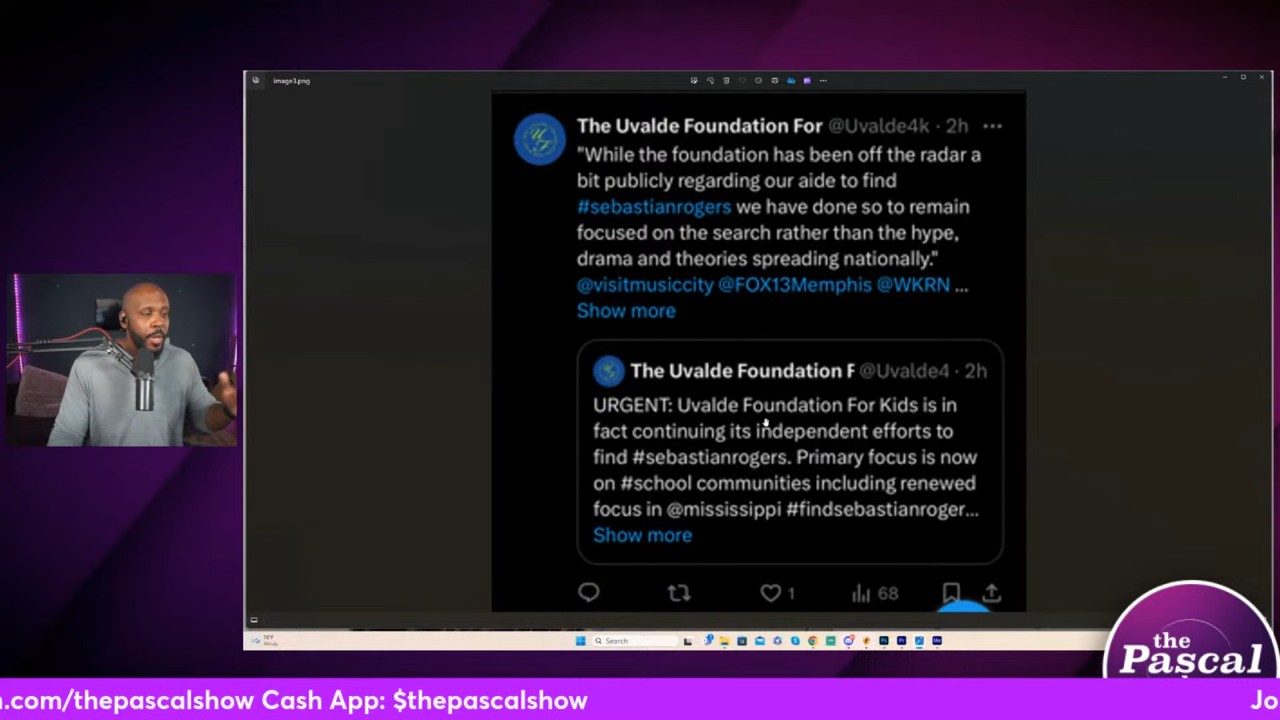 image3.png
The Uvalde Foundation For @Uvalde4k · 2h
"While the foundation has been off the radar a
bit publicly regarding our aide to find
#sebastianrogers we have done so to remain
focused on the search rather than the hype,
drama and theories spreading nationally."
@visitmusiccity @FOX13Memphis @WKRN ...
Show more
The Uvalde Foundation F @Uvalde4 · 2h
URGENT: Uvalde Foundation For Kids is in
fact continuing its independent efforts to
find #sebastianrogers. Primary focus is now
on #school communities including renewed
focus in @mississippi #findsebastianroger...
Show more
1
68
Search
the
Pascal
.com/thepascalshow Cash App: $thepascalshow
Jo